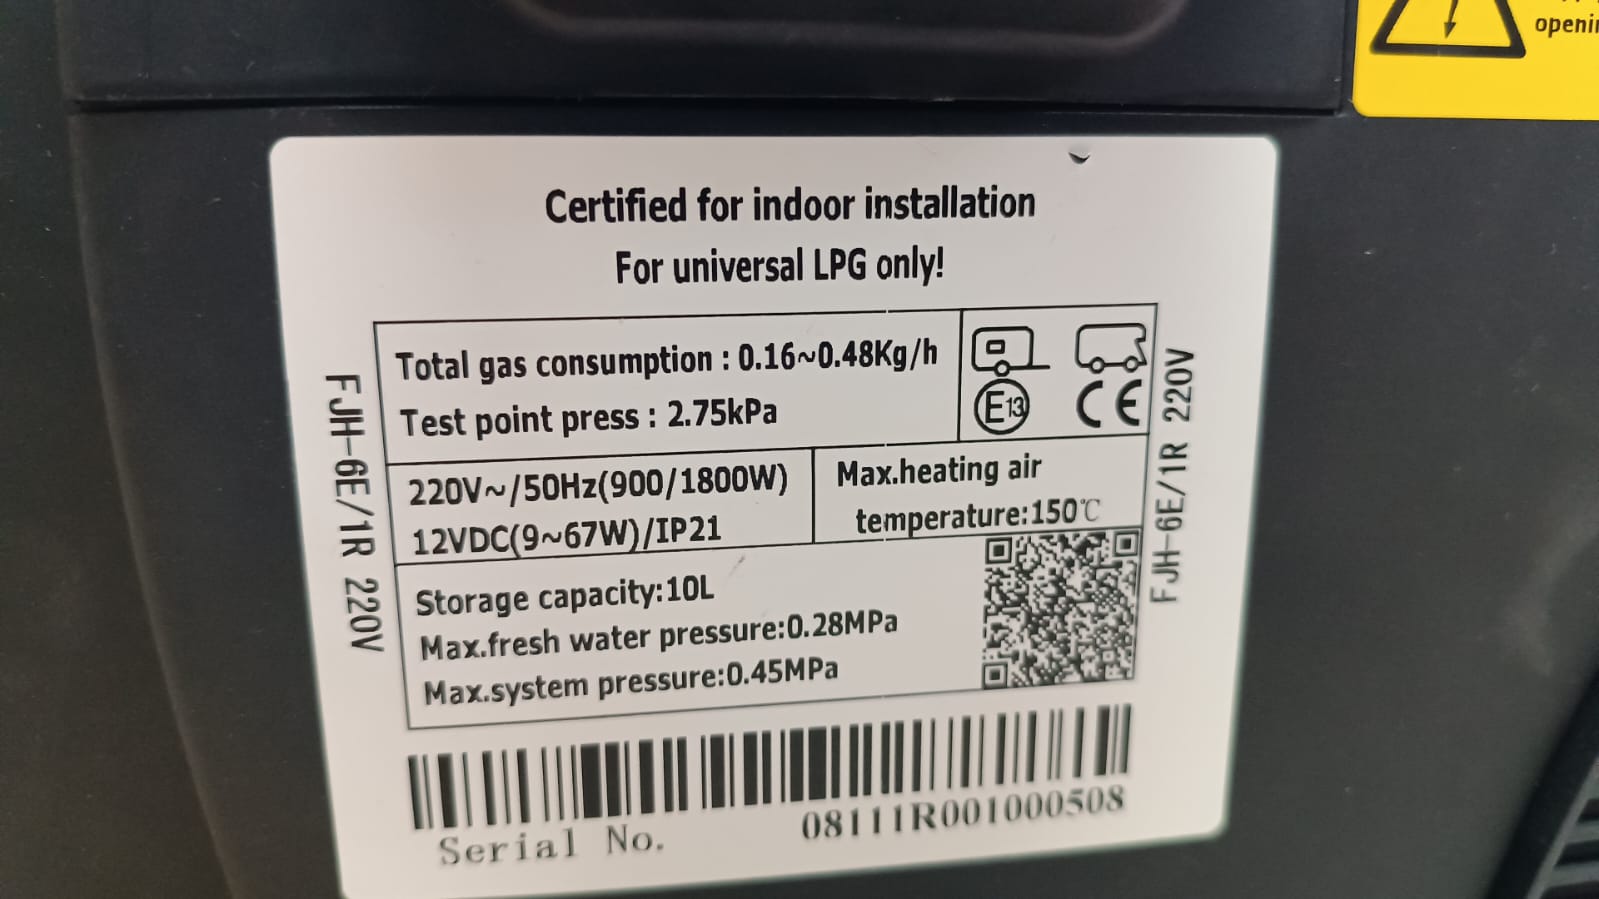 openi
Certified for indoor installation
For universal LPG only!
Total gas consumption : 0.16~0.48Kg/h
Test point press : 2.75kPa
E13
CE
220V~/50Hz(900/1800W)
12VDC(9~67W)/IP21
Max.heating air
temperature:150℃
Storage capacity:10L
Max.fresh water pressure:0.28MPa
Max.system pressure:0.45MPa
FJH-6E/1R 220V
FJH-6E/1R 220V
Serial No. 08111R001000508